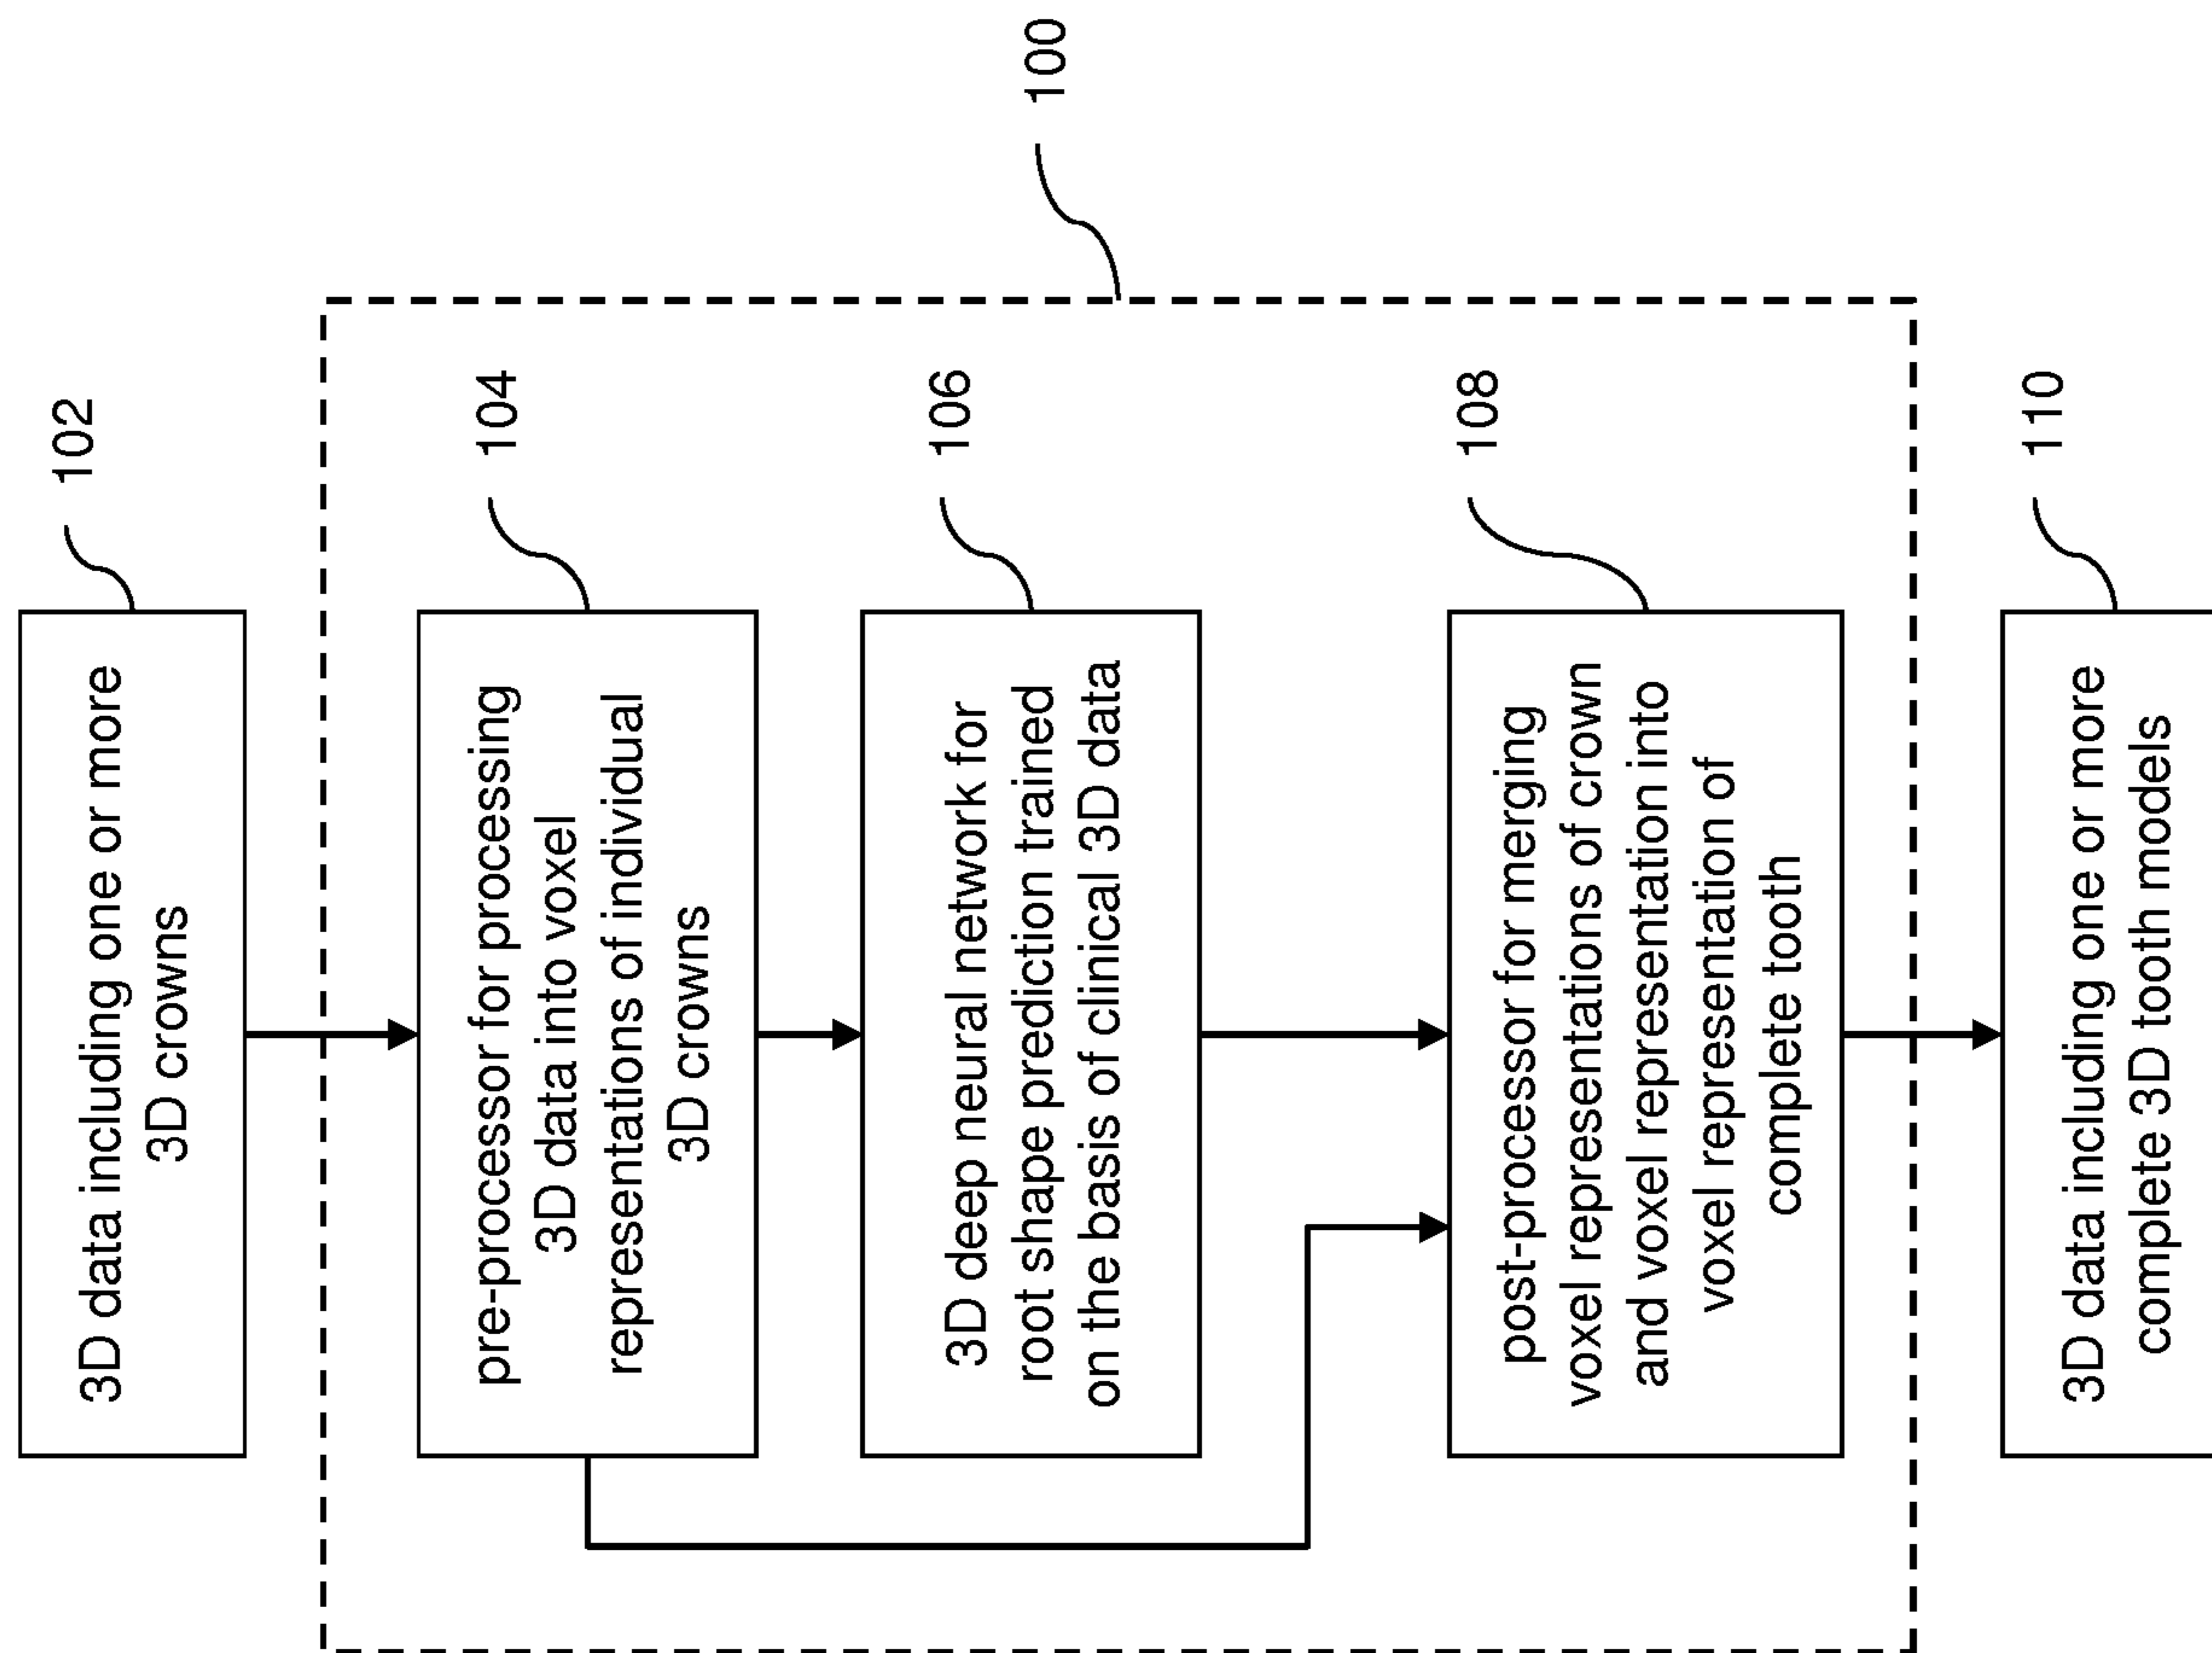 102
3D data including one or more
3D crowns
100
104
pre-processor for processing
3D data into voxel
representations of individual
3D crowns
106
3D deep neural network for
root shape prediction trained
on the basis of clinical 3D data
108
post-processor for merging
voxel representations of crown
and voxel representation into
voxel representation of
complete tooth
110
3D data including one or more
complete 3D tooth models